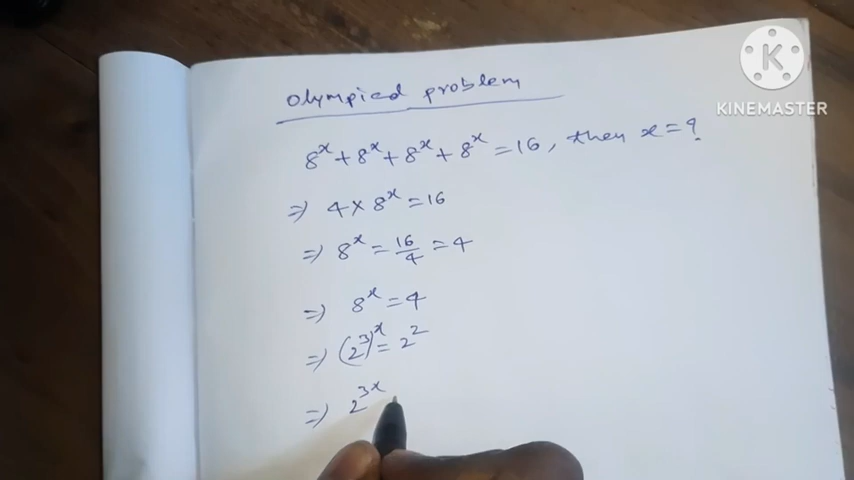 Olympied problem
8^x + 8^x + 8^x + 8^x = 16, then x = ?
⇒ 4 × 8^x = 16
⇒ 8^x = 16/4 = 4
⇒ 8^x = 4
⇒ (2^3)^x = 2^2
⇒ 2^3x
K
KINEMASTER